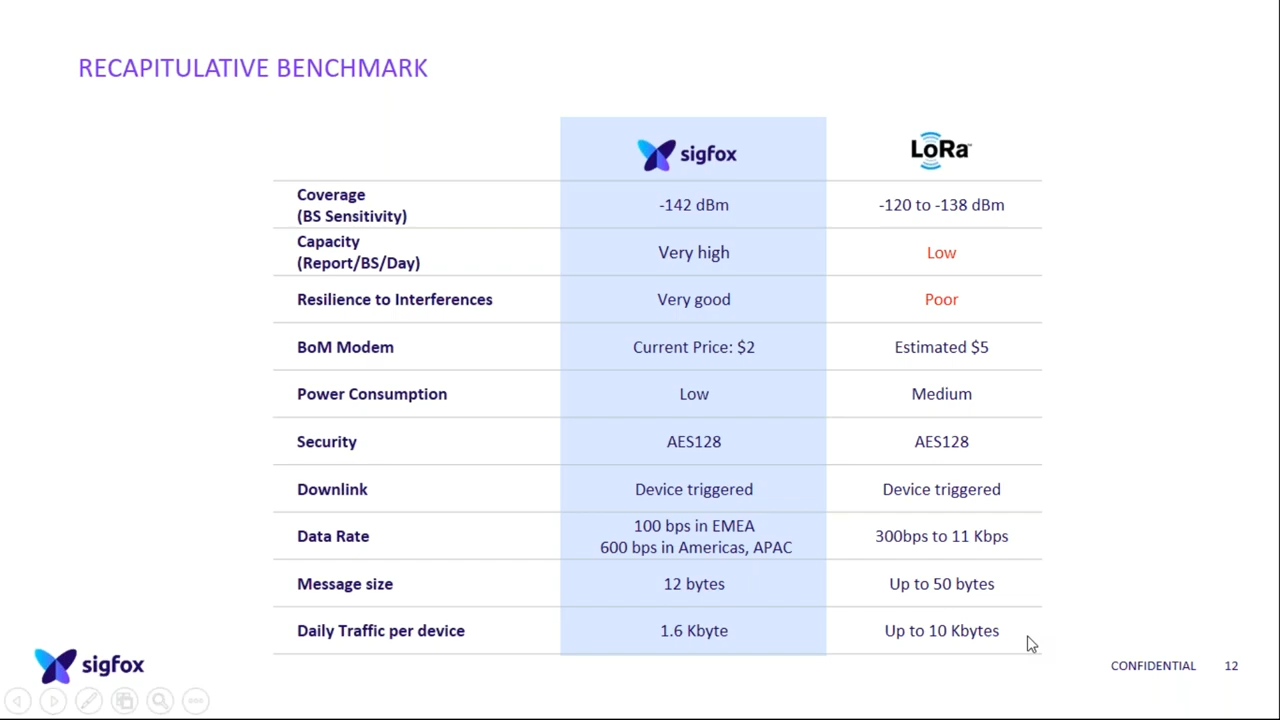 RECAPITULATIVE BENCHMARK
sigfox
LoRa™
Coverage
(BS Sensitivity)
-142 dBm
-120 to -138 dBm
Capacity
(Report/BS/Day)
Very high
Low
Resilience to Interferences
Very good
Poor
BoM Modem
Current Price: $2
Estimated $5
Power Consumption
Low
Medium
Security
AES128
AES128
Downlink
Device triggered
Device triggered
Data Rate
100 bps in EMEA
600 bps in Americas, APAC
300bps to 11 Kbps
Message size
12 bytes
Up to 50 bytes
Daily Traffic per device
1.6 Kbyte
Up to 10 Kbytes
sigfox
CONFIDENTIAL
12